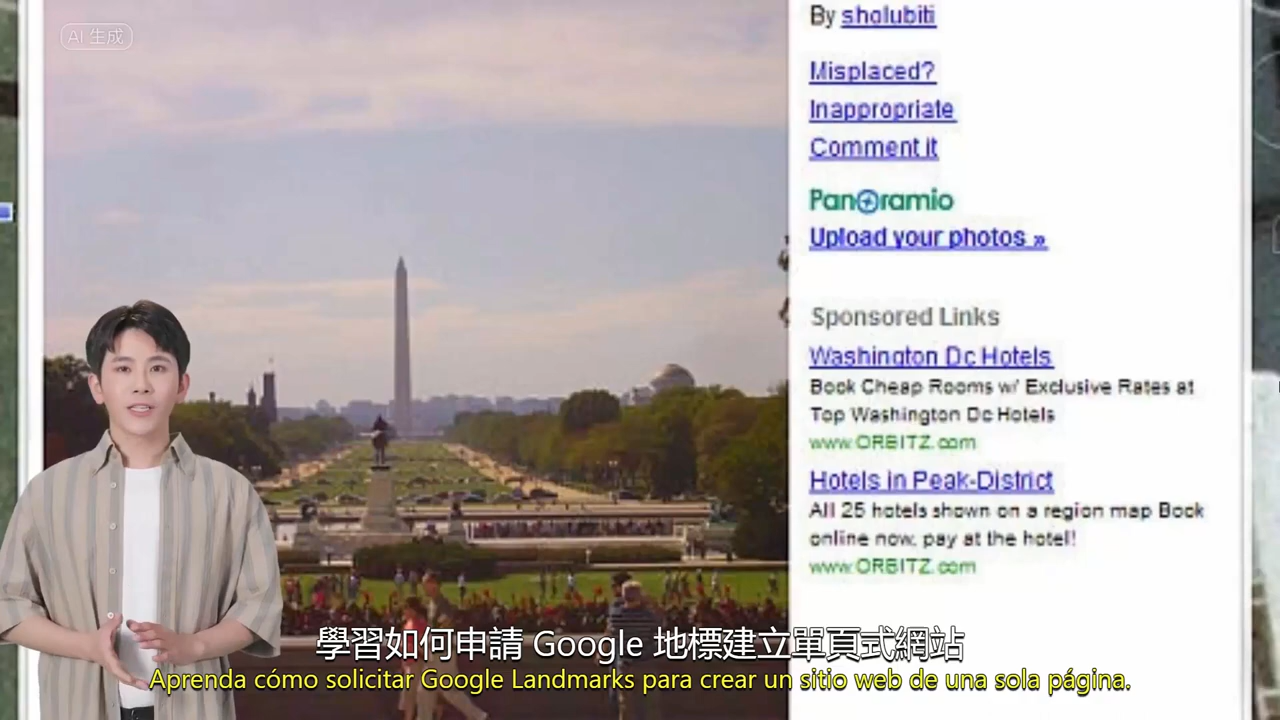 AI 生成
By sholubiti
Misplaced?
Inappropriate
Comment it
Panoramio
Upload your photos »
Sponsored Links
Washington Dc Hotels
Book Cheap Rooms w/ Exclusive Rates at
Top Washington Dc Hotels
www.ORBITZ.com
Hotels in Peak-District
All 25 hotels shown on a region map Book
online now, pay at the hotel!
www.ORBITZ.com
學習如何申請 Google 地標建立單頁式網站
Aprenda cómo solicitar Google Landmarks para crear un sitio web de una sola página.